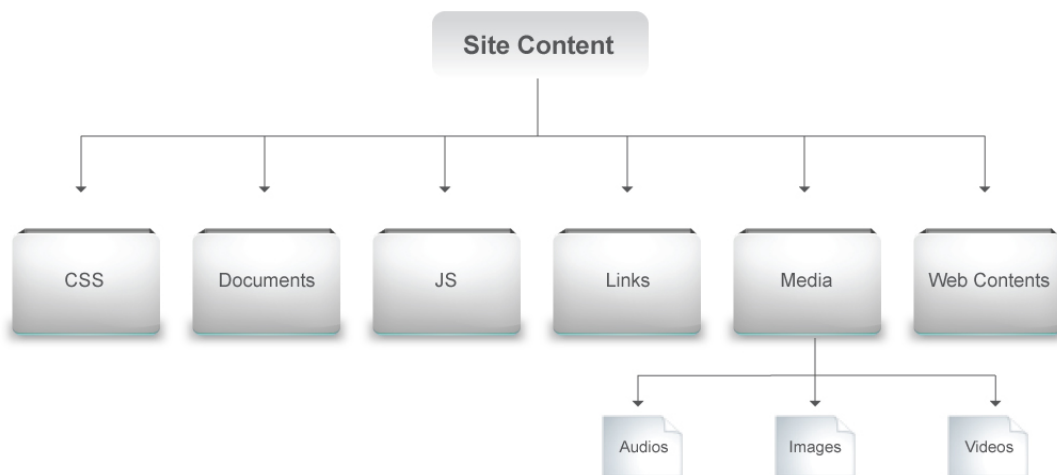 Site Content
CSS
Documents
JS
Links
Media
Web Contents
Audios
Images
Videos